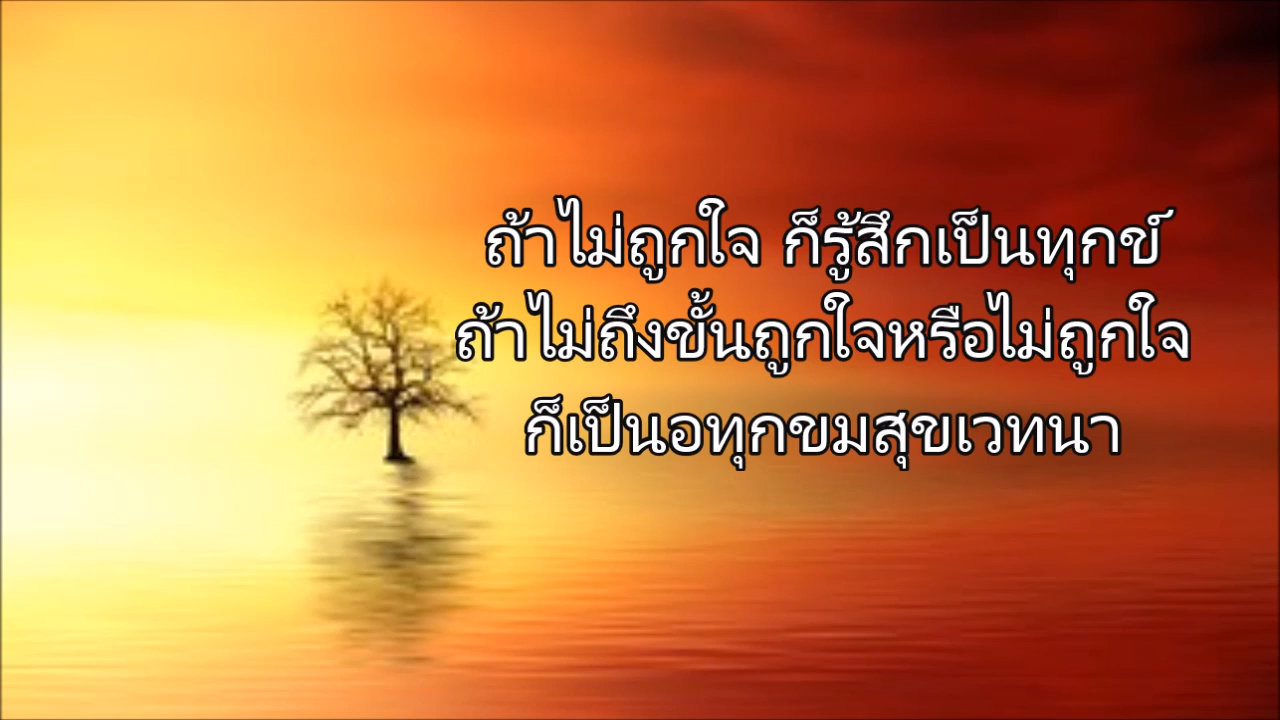 ถ้าไม่ถูกใจ ก็รู้สึกเป็นทุกข์
ถ้าไม่ถึงขั้นถูกใจหรือไม่ถูกใจ
ก็เป็นอทุกขมสุขเวทนา